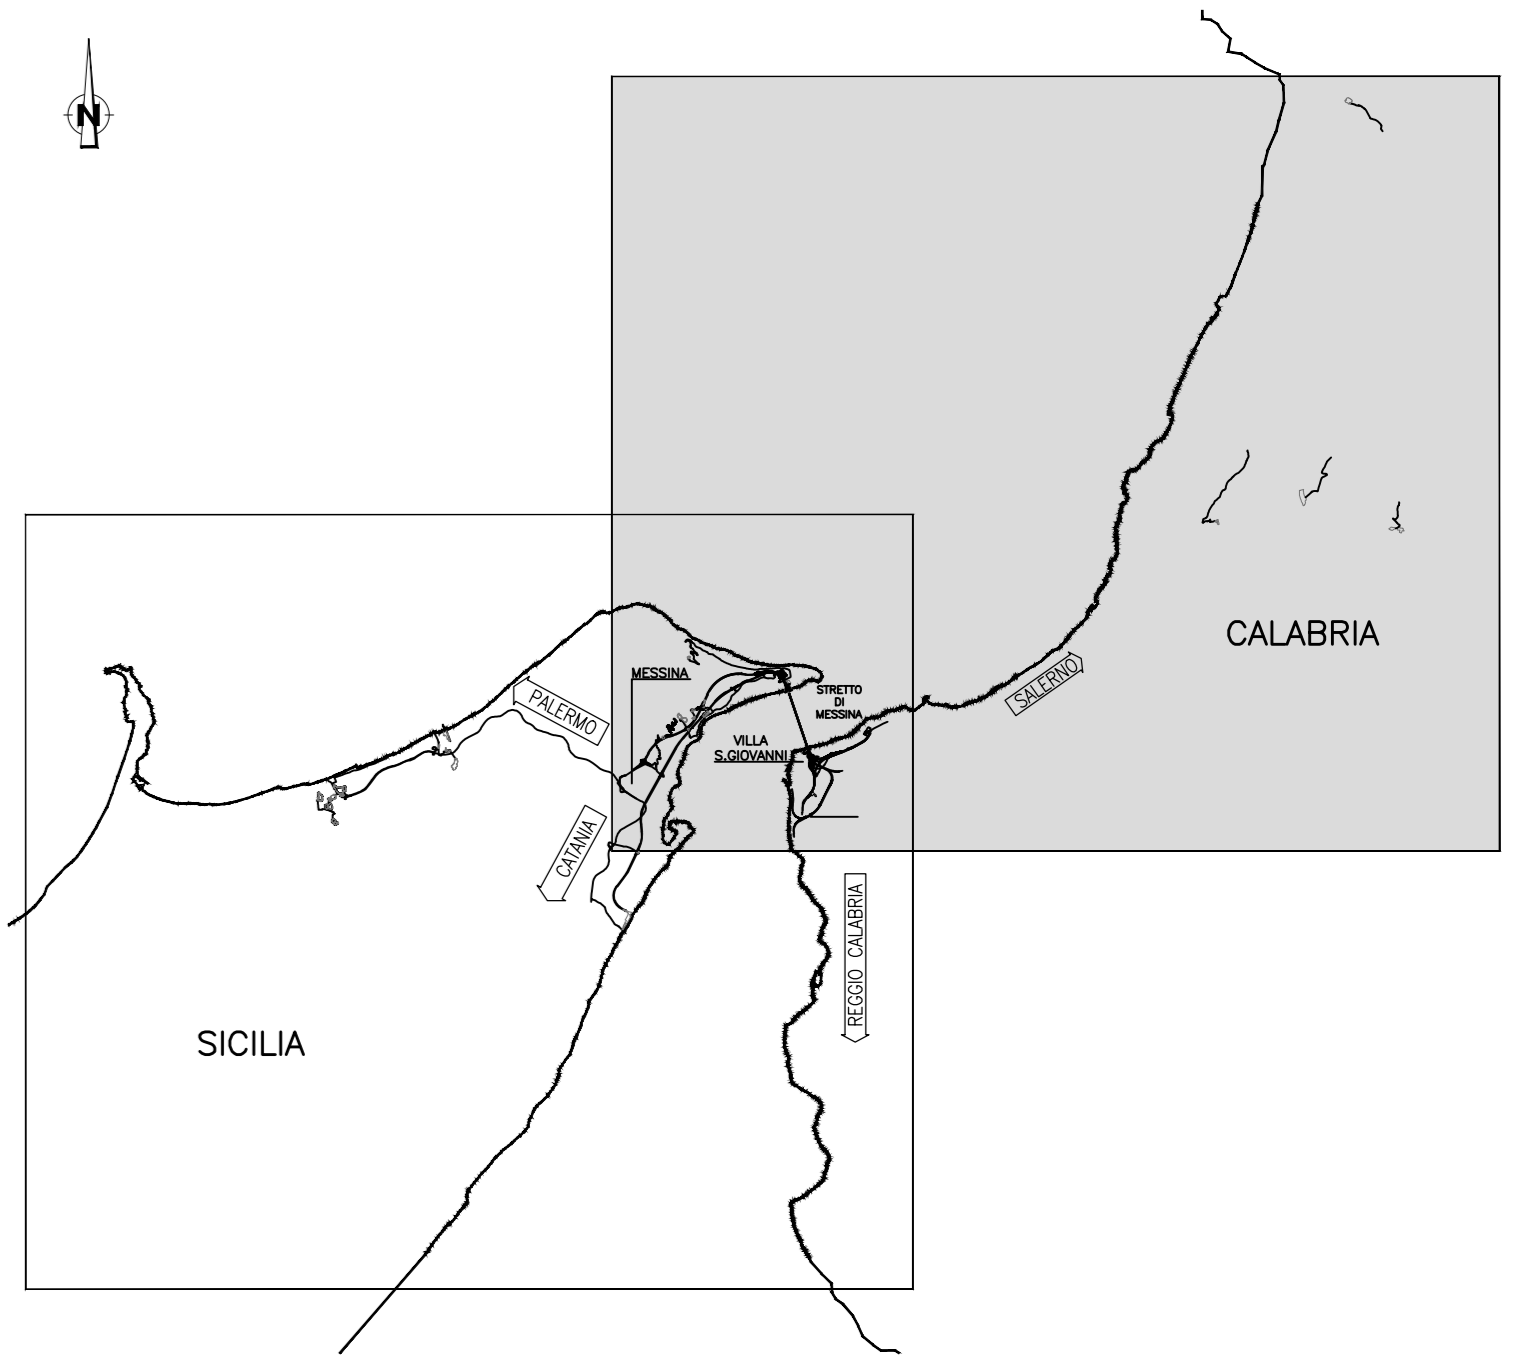 N
CALABRIA
MESSINA
SALERNO
PALERMO
STRETTO
DI
MESSINA
VILLA
S.GIOVANNI
CATANIA
REGGIO CALABRIA
SICILIA